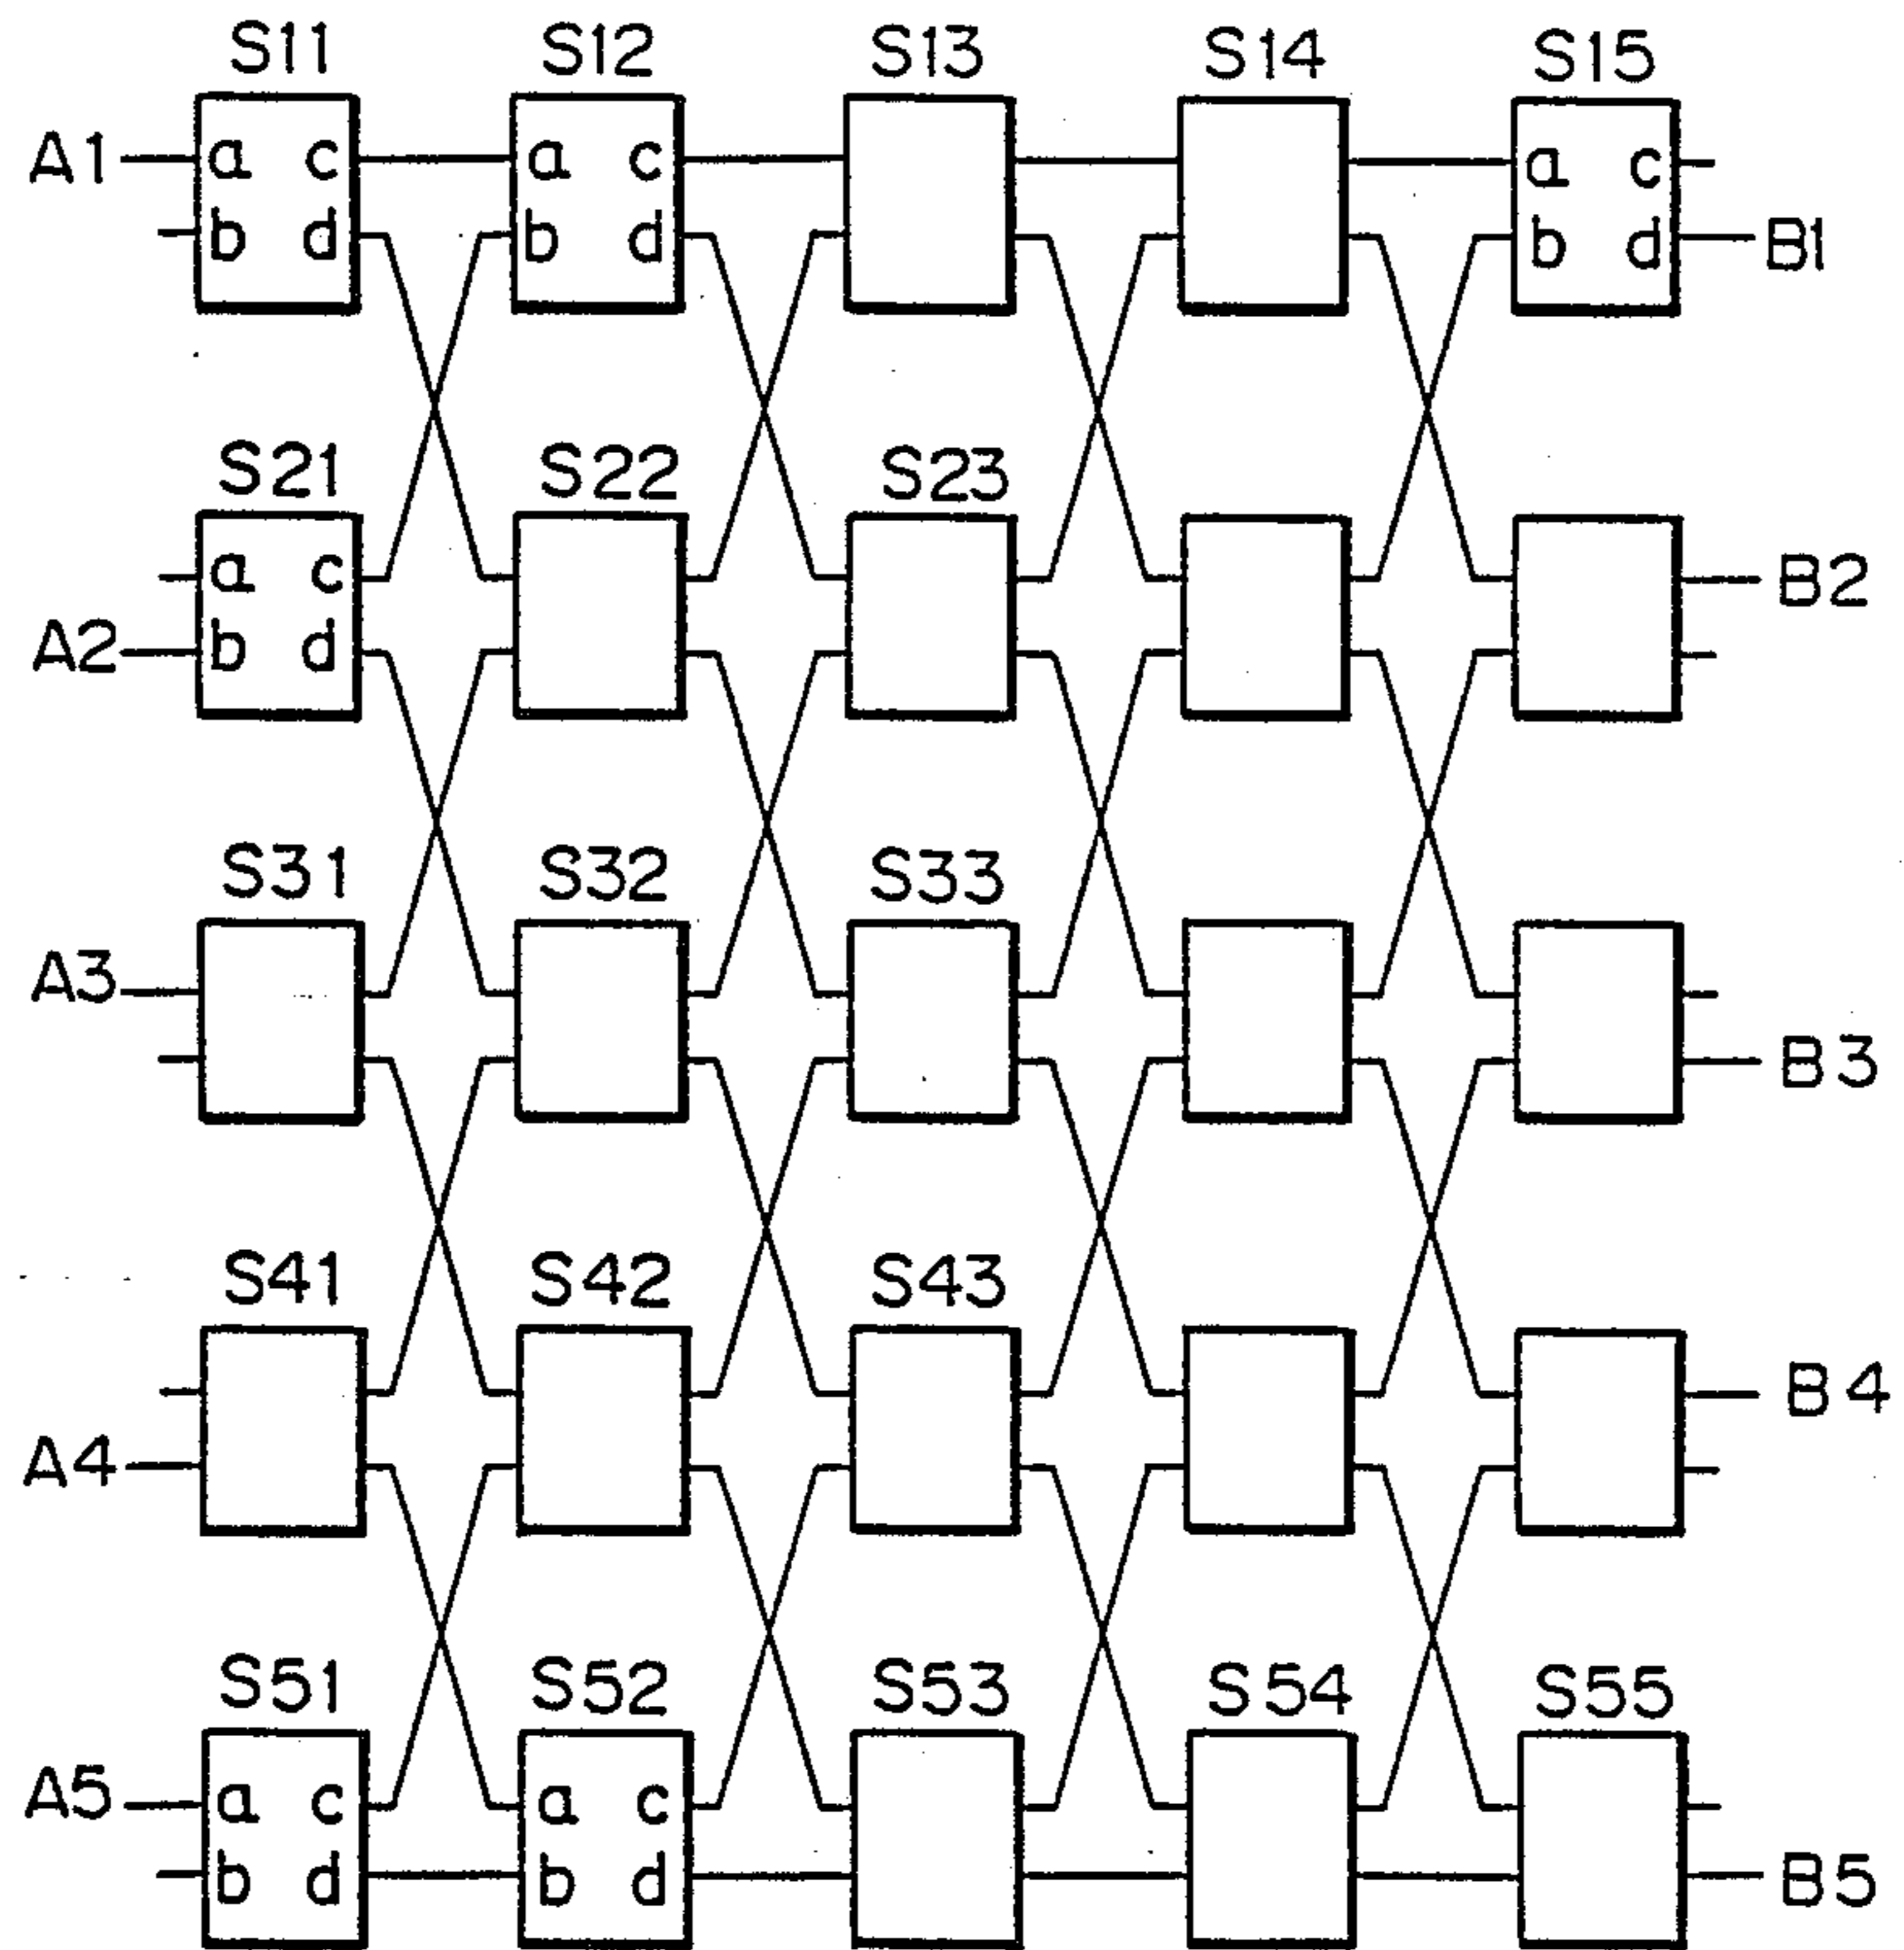 S11 S12 S13 S14 S15
A1 a c a c a c
b d b d b d B1
S21 S22 S23
a c B2
A2 b d
S31 S32 S33
A3
B3
S41 S42 S43
B4
A4
S51 S52 S53 S54 S55
A5 a c a c
b d b d B5